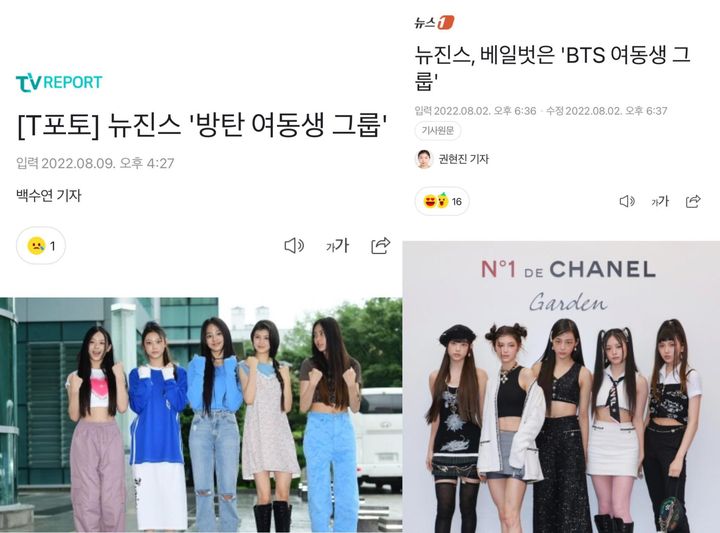 TVREPORT
[T포토] 뉴진스 '방탄 여동생 그룹'
입력 2022.08.09. 오후 4:27
백수연 기자
1
가가
뉴스1
뉴진스, 베일벗은 'BTS 여동생 그
룹'
입력 2022.08.02. 오후 6:36 · 수정 2022.08.02. 오후 6:37
기사원문
권현진 기자
16
가가
N°1 DE CHANEL
Garden